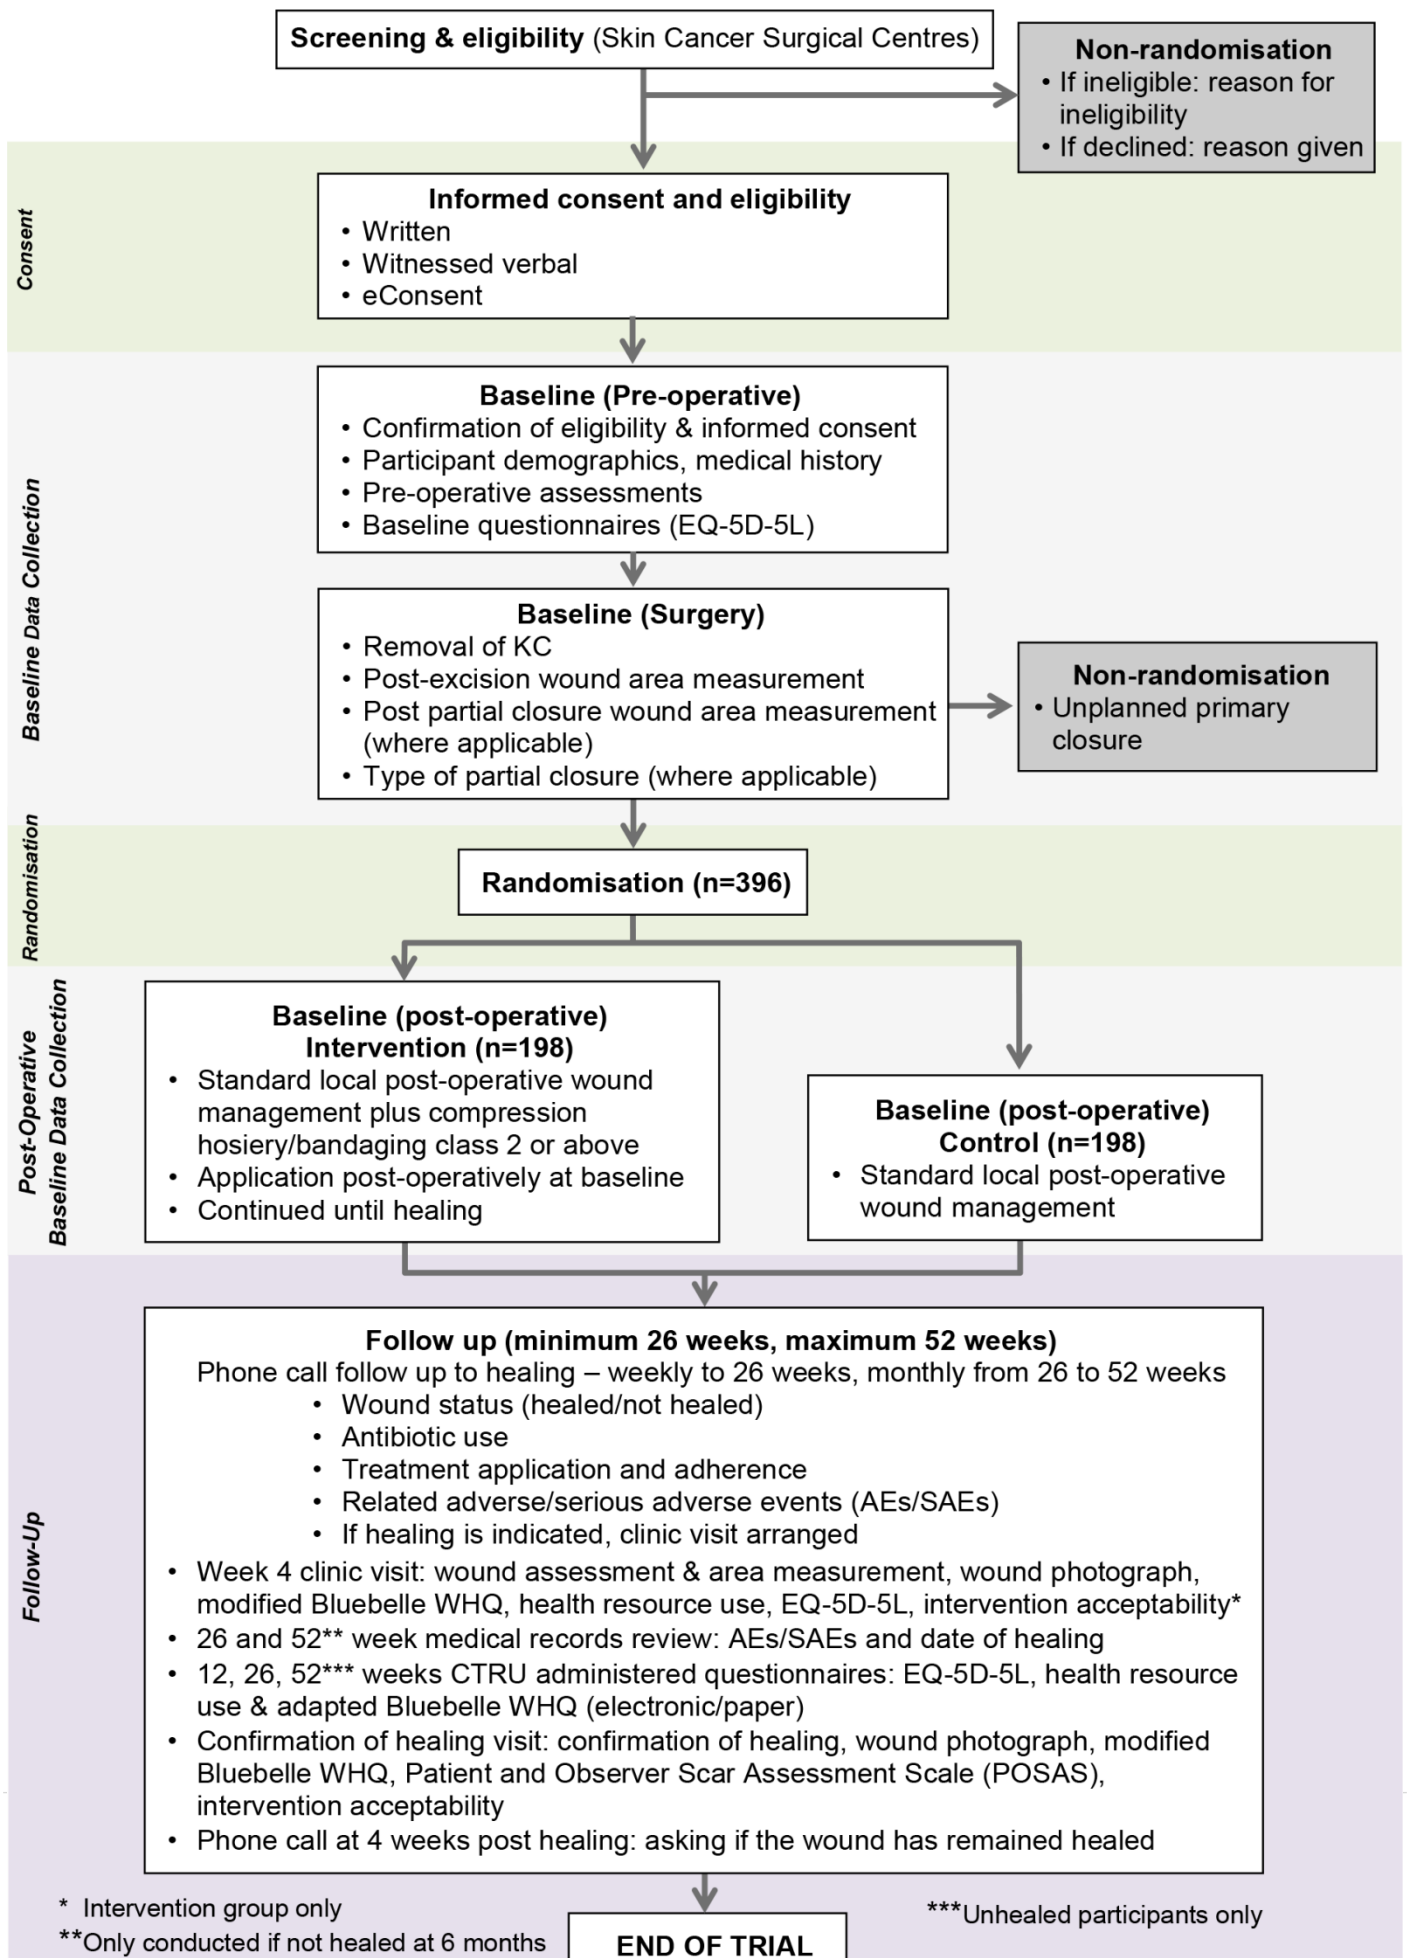 Screening & eligibility (Skin Cancer Surgical Centres)
Non-randomisation
• If ineligible: reason for
ineligibility
• If declined: reason given
Consent
Informed consent and eligibility
• Written
• Witnessed verbal
• eConsent
Baseline Data Collection
Baseline (Pre-operative)
• Confirmation of eligibility & informed consent
• Participant demographics, medical history
• Pre-operative assessments
• Baseline questionnaires (EQ-5D-5L)
Baseline (Surgery)
• Removal of KC
• Post-excision wound area measurement
• Post partial closure wound area measurement
(where applicable)
• Type of partial closure (where applicable)
Non-randomisation
• Unplanned primary
closure
Randomisation
Randomisation (n=396)
Post-Operative
Baseline Data Collection
Baseline (post-operative)
Intervention (n=198)
• Standard local post-operative wound
management plus compression
hosiery/bandaging class 2 or above
• Application post-operatively at baseline
• Continued until healing
Baseline (post-operative)
Control (n=198)
• Standard local post-operative
wound management
Follow-Up
Follow up (minimum 26 weeks, maximum 52 weeks)
Phone call follow up to healing – weekly to 26 weeks, monthly from 26 to 52 weeks
• Wound status (healed/not healed)
• Antibiotic use
• Treatment application and adherence
• Related adverse/serious adverse events (AEs/SAEs)
• If healing is indicated, clinic visit arranged
• Week 4 clinic visit: wound assessment & area measurement, wound photograph,
modified Bluebelle WHQ, health resource use, EQ-5D-5L, intervention acceptability*
• 26 and 52** week medical records review: AEs/SAEs and date of healing
• 12, 26, 52*** weeks CTRU administered questionnaires: EQ-5D-5L, health resource
use & adapted Bluebelle WHQ (electronic/paper)
• Confirmation of healing visit: confirmation of healing, wound photograph, modified
Bluebelle WHQ, Patient and Observer Scar Assessment Scale (POSAS),
intervention acceptability
• Phone call at 4 weeks post healing: asking if the wound has remained healed
* Intervention group only
**Only conducted if not healed at 6 months
***Unhealed participants only
END OF TRIAL